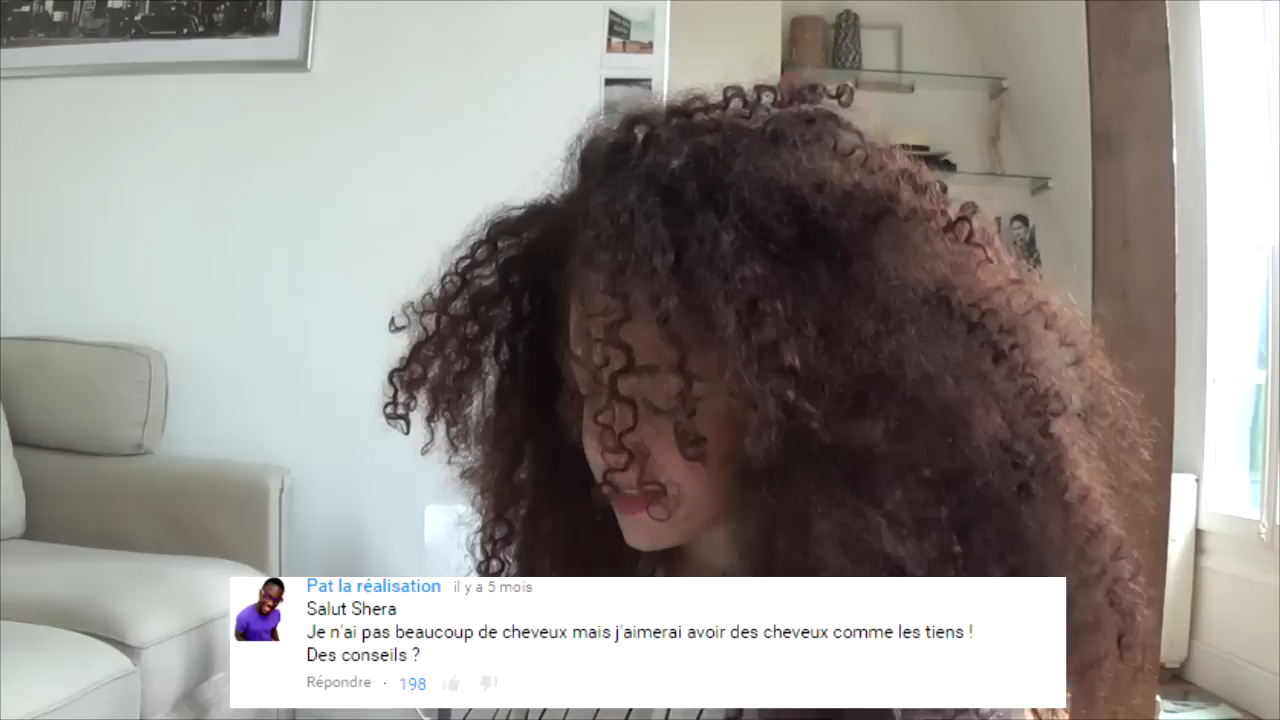 Pat la réalisation il y a 5 mois
Salut Shera
Je n'ai pas beaucoup de cheveux mais j'aimerai avoir des cheveux comme les tiens !
Des conseils ?
Répondre · 198